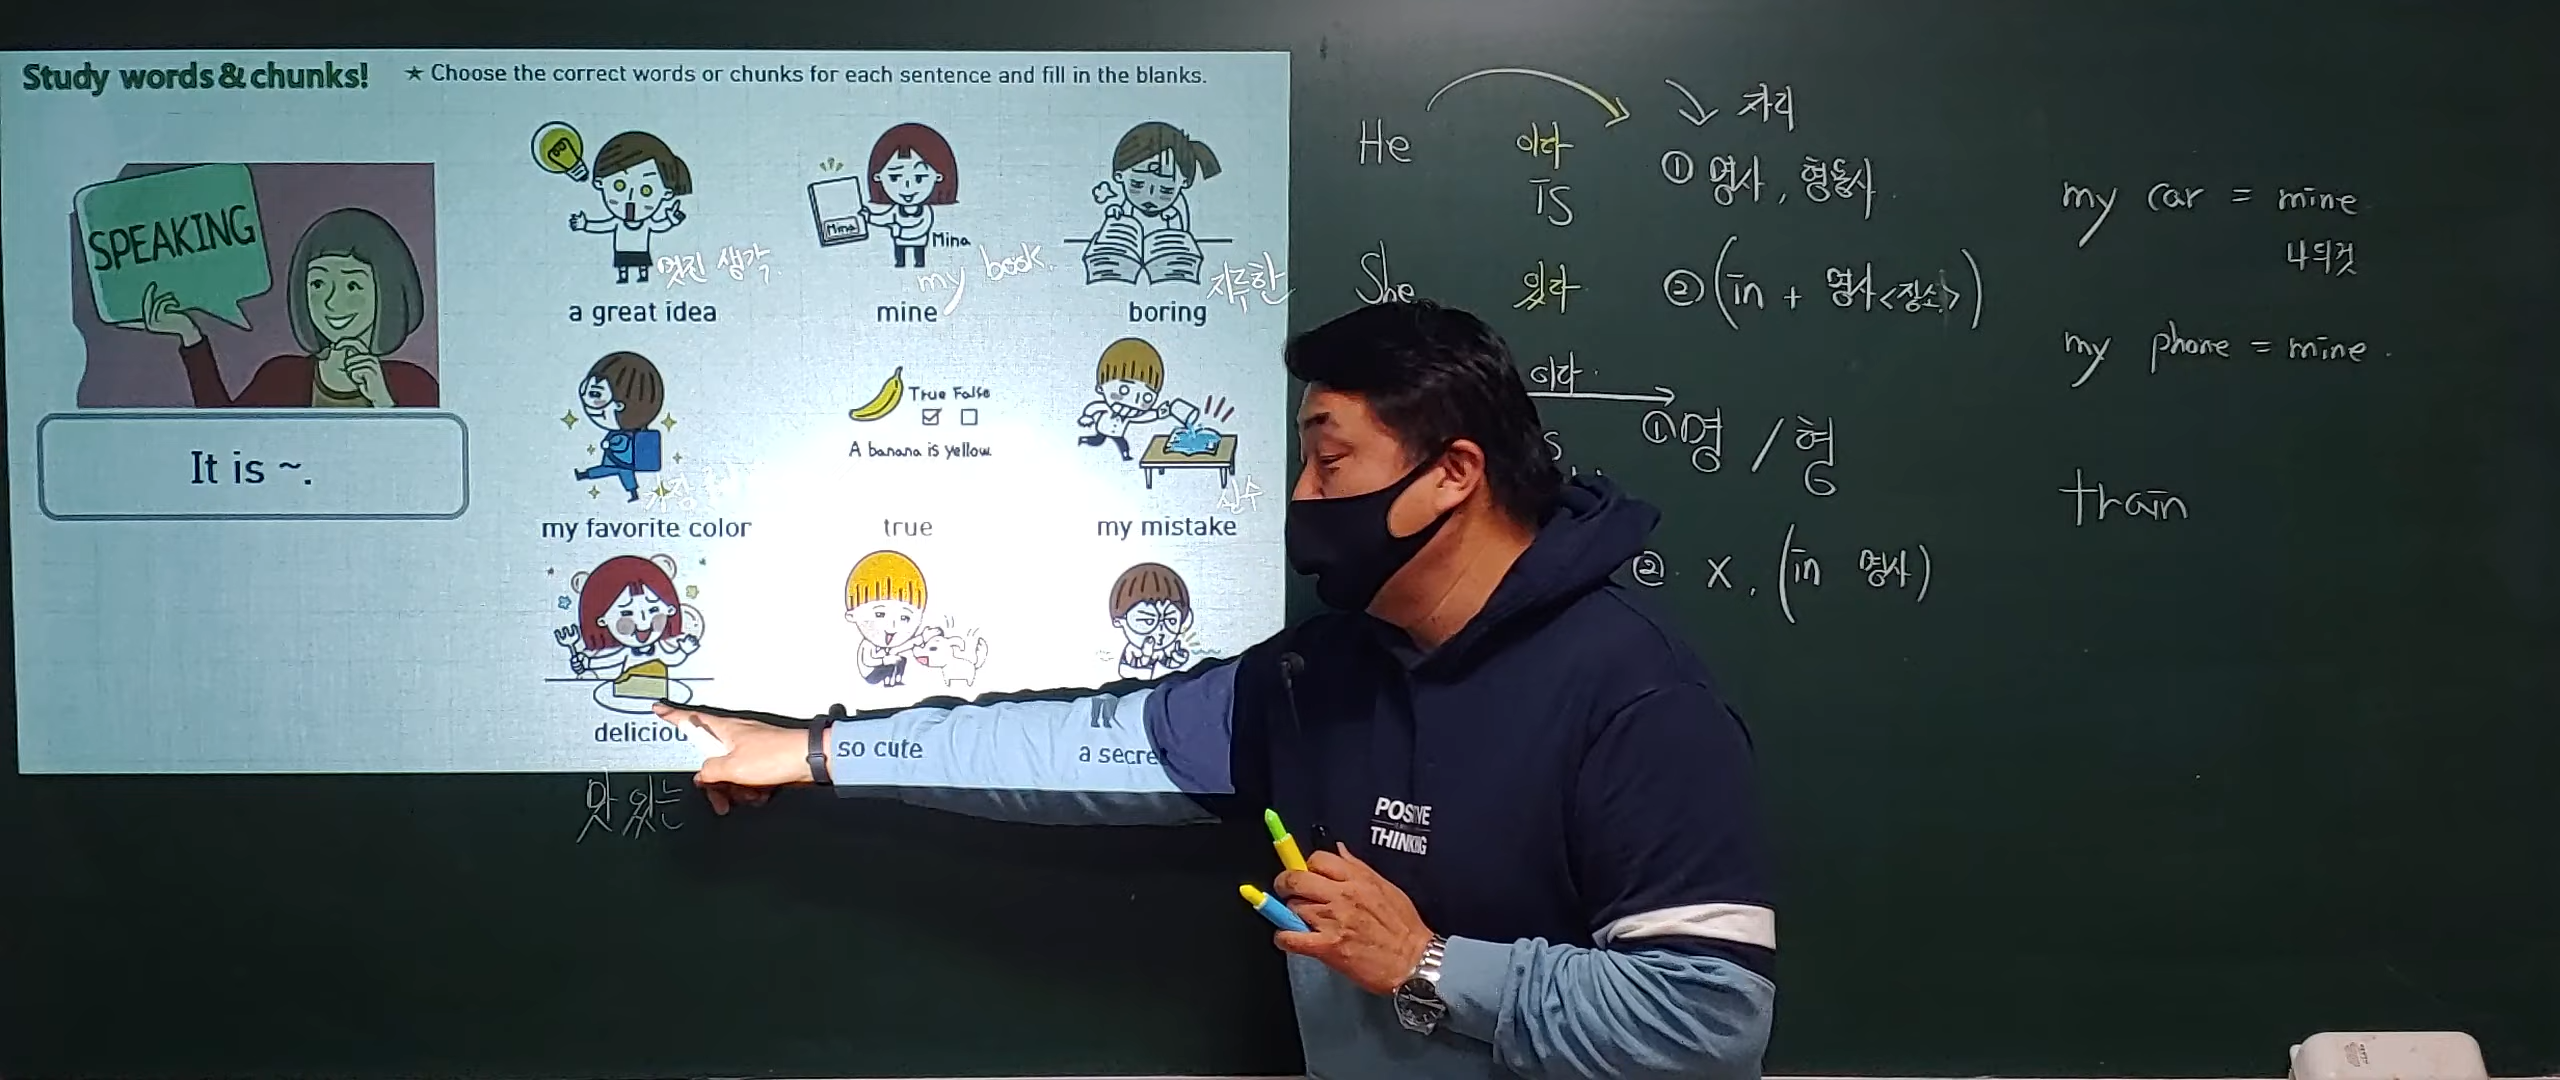 Study words & chunks!
★ Choose the correct words or chunks for each sentence and fill in the blanks.
SPEAKING
It is ~.
멋진 생각.
a great idea
Mina
Mina
my book.
mine
지루한
boring
my favorite color
True False
A banana is yellow.
true
실수
my mistake
deliciou
맛있는
so cute
a secre
He
이다
is
자리
① 명사, 형용사
She
있다
② (in + 명사<장소>)
이다.
s
① 명 / 형
② X, (in 명사)
my car = mine
나의것
my phone = mine.
train
POSITIVE
THINKING